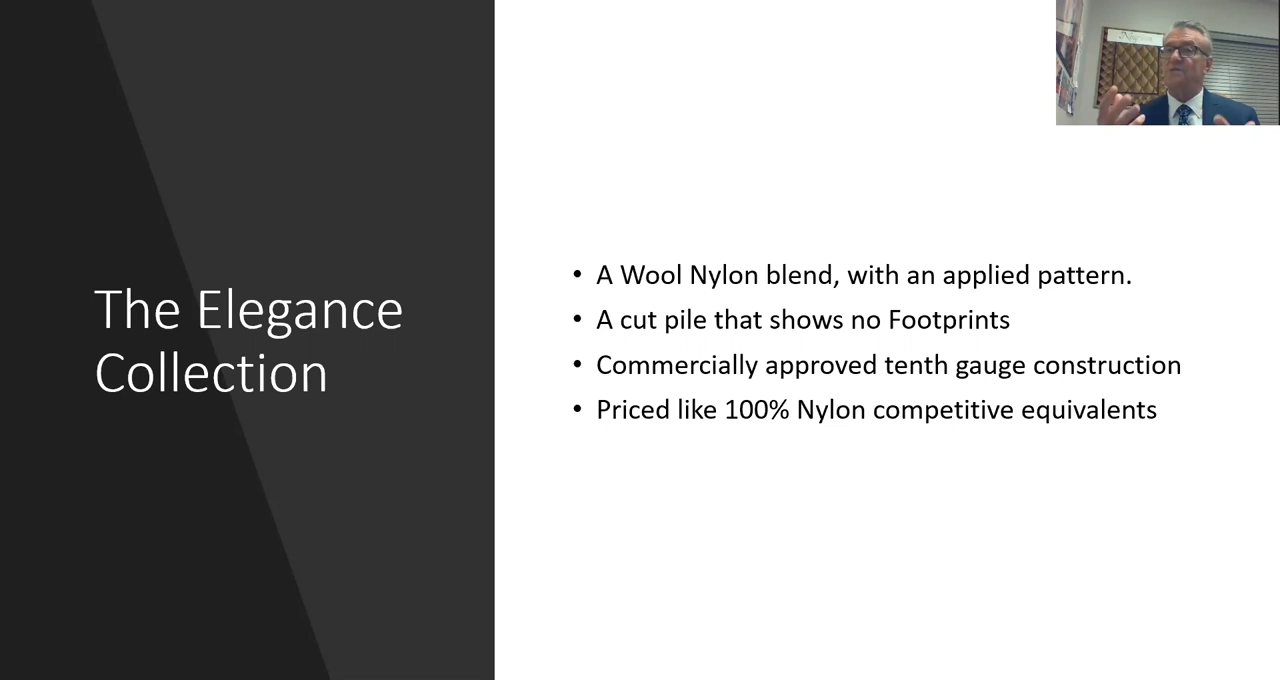 The Elegance
Collection
• A Wool Nylon blend, with an applied pattern.
• A cut pile that shows no Footprints
• Commercially approved tenth gauge construction
• Priced like 100% Nylon competitive equivalents